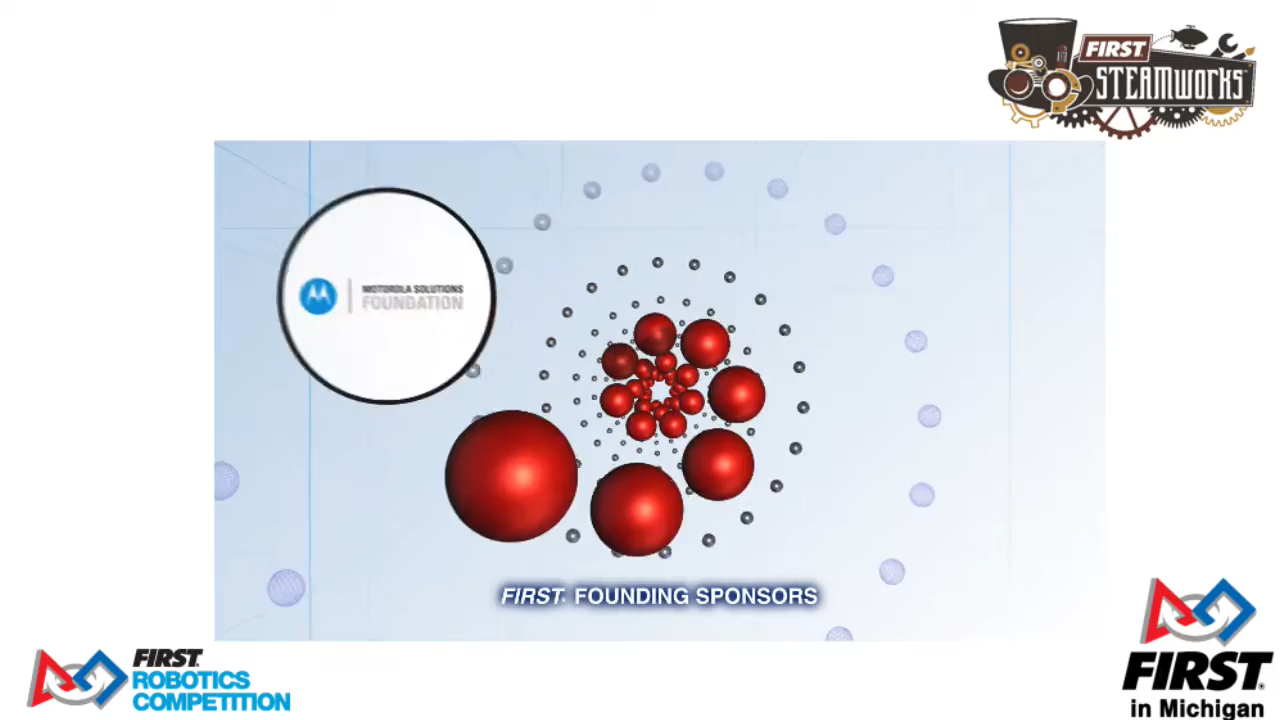 FIRST
STEAMWORKS
MOTOROLA SOLUTIONS
FOUNDATION
FIRST® FOUNDING SPONSORS
FIRST®
ROBOTICS
COMPETITION
FIRST®
in Michigan